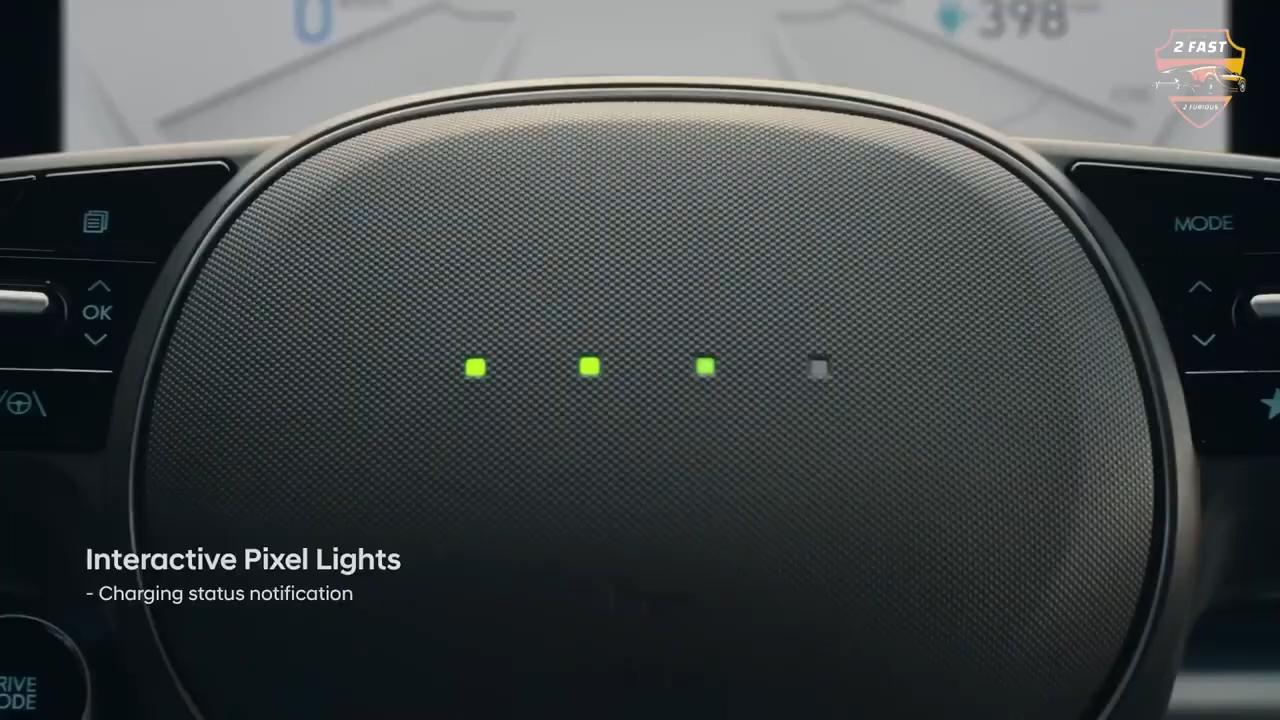 0
398
2 FAST
2 FURIOUS
MODE
OK
Interactive Pixel Lights
- Charging status notification
RIVE
ODE